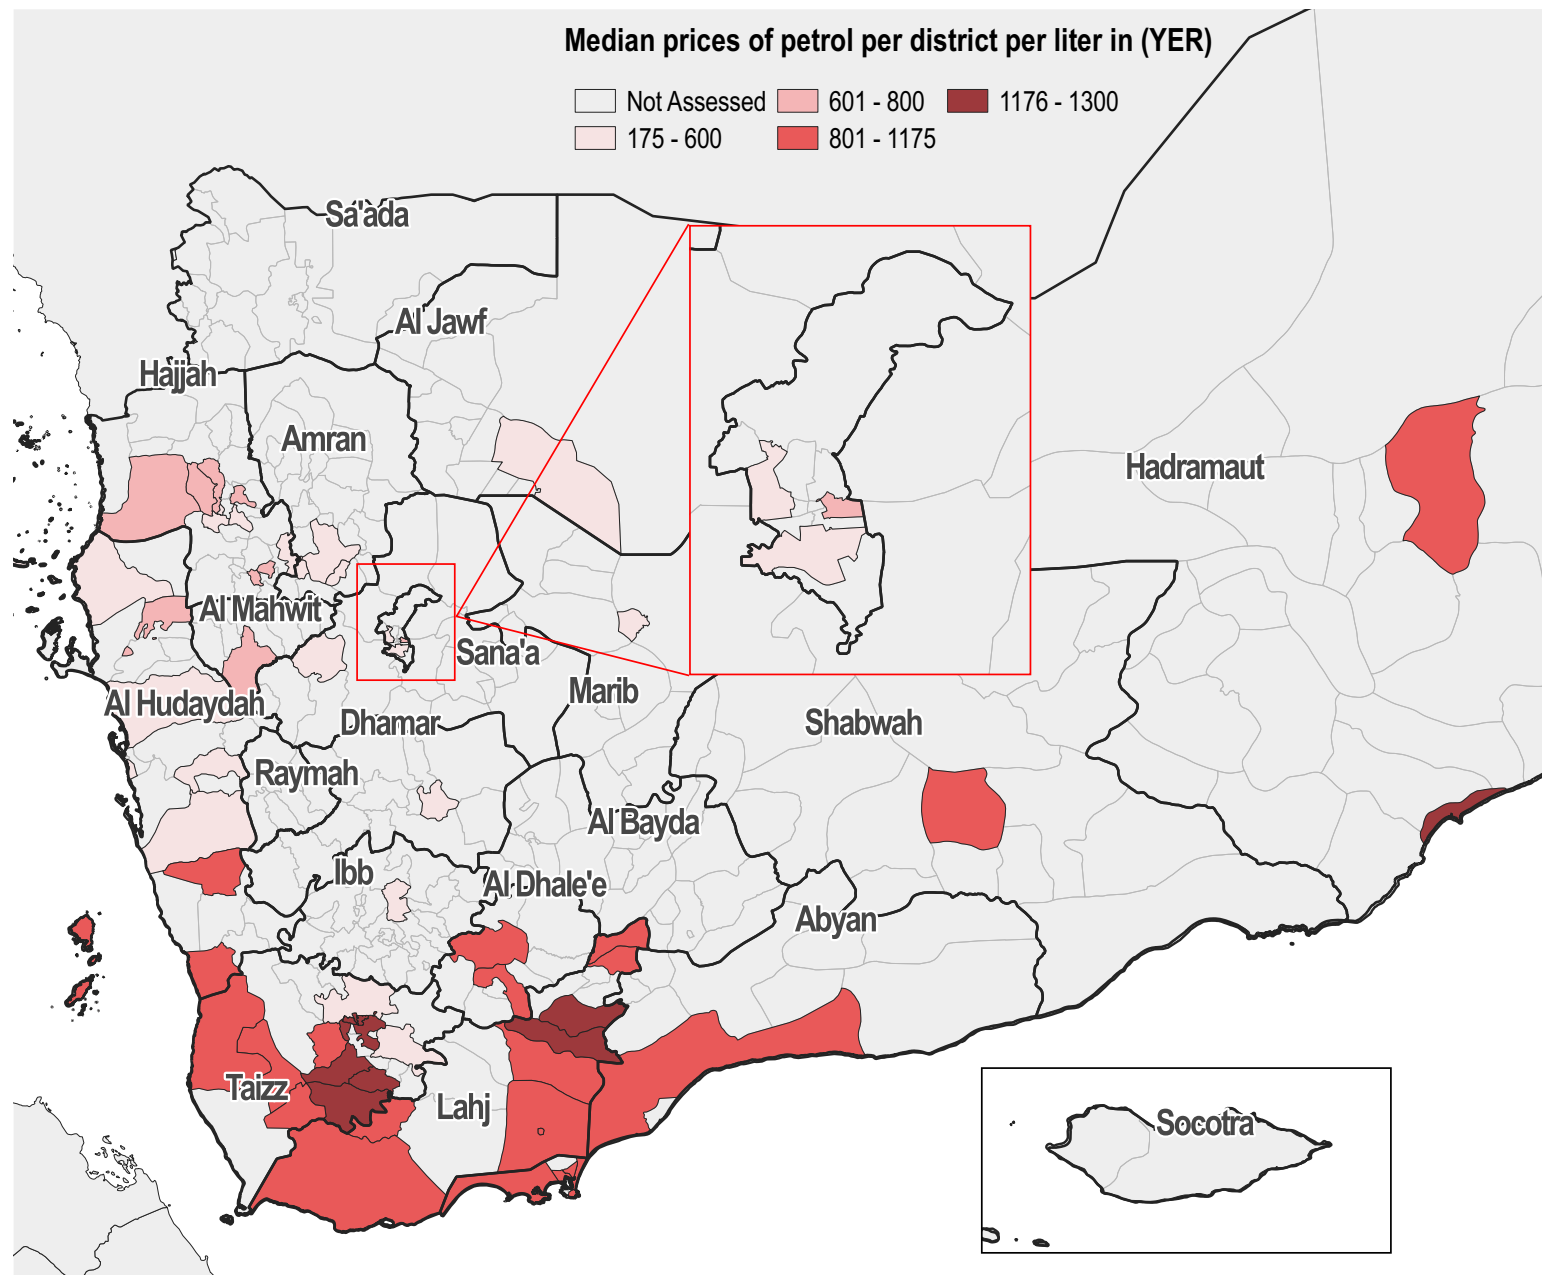 Median prices of petrol per district per liter in (YER)
Not Assessed 601 - 800 1176 - 1300
175 - 600 801 - 1175
Sa'ada
Al Jawf
Hajjah
Amran
Hadramaut
Al Mahwit
Sana'a
Marib
Al Hudaydah
Dhamar
Shabwah
Raymah
Al Bayda
Ibb
Al Dhale'e
Abyan
Taizz
Lahj
Socotra